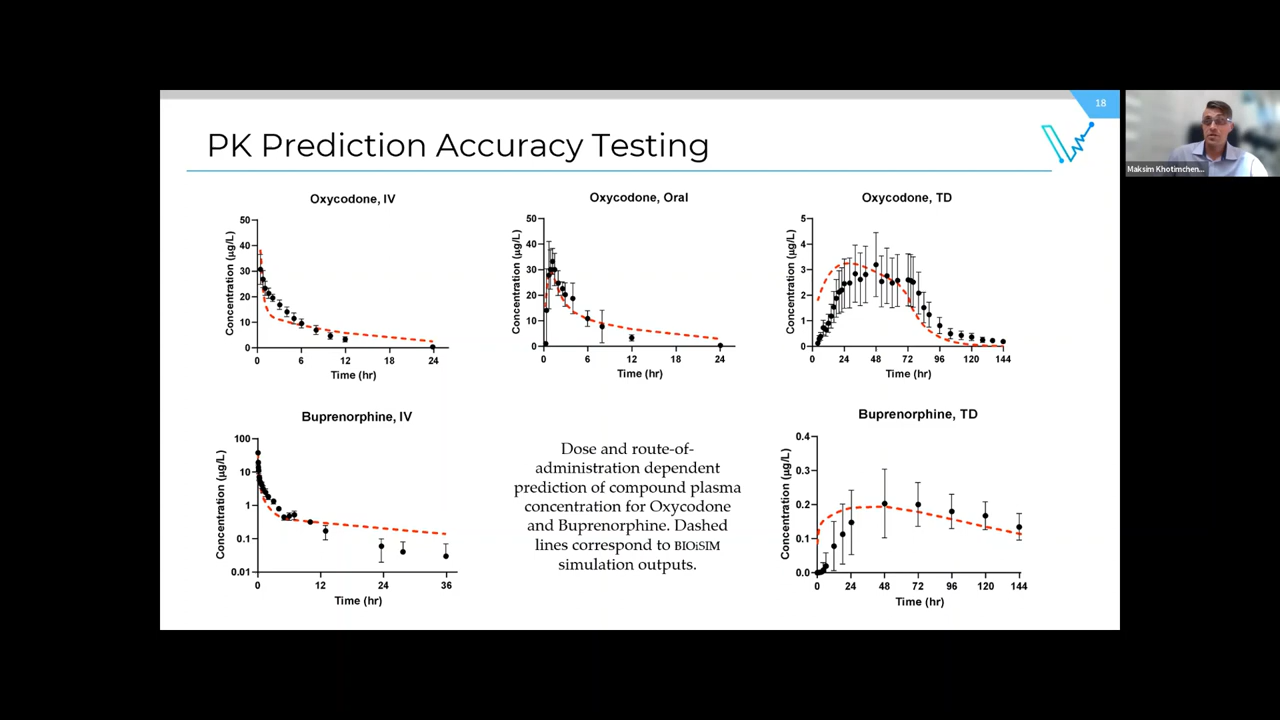 18
PK Prediction Accuracy Testing
Maksim Khotimchen...
Oxycodone, IV
Concentration (µg/L)
50
40
30
20
10
0
0 6 12 18 24
Time (hr)
Oxycodone, Oral
Concentration (µg/L)
50
40
30
20
10
0
0 6 12 18 24
Time (hr)
Oxycodone, TD
Concentration (µg/L)
5
4
3
2
1
0
0 24 48 72 96 120 144
Time (hr)
Buprenorphine, IV
Concentration (µg/L)
100
10
1
0.1
0.01
0 12 24 36
Time (hr)
Dose and route-of-
administration dependent
prediction of compound plasma
concentration for Oxycodone
and Buprenorphine. Dashed
lines correspond to BIOiSIM
simulation outputs.
Buprenorphine, TD
Concentration (µg/L)
0.4
0.3
0.2
0.1
0.0
0 24 48 72 96 120 144
Time (hr)